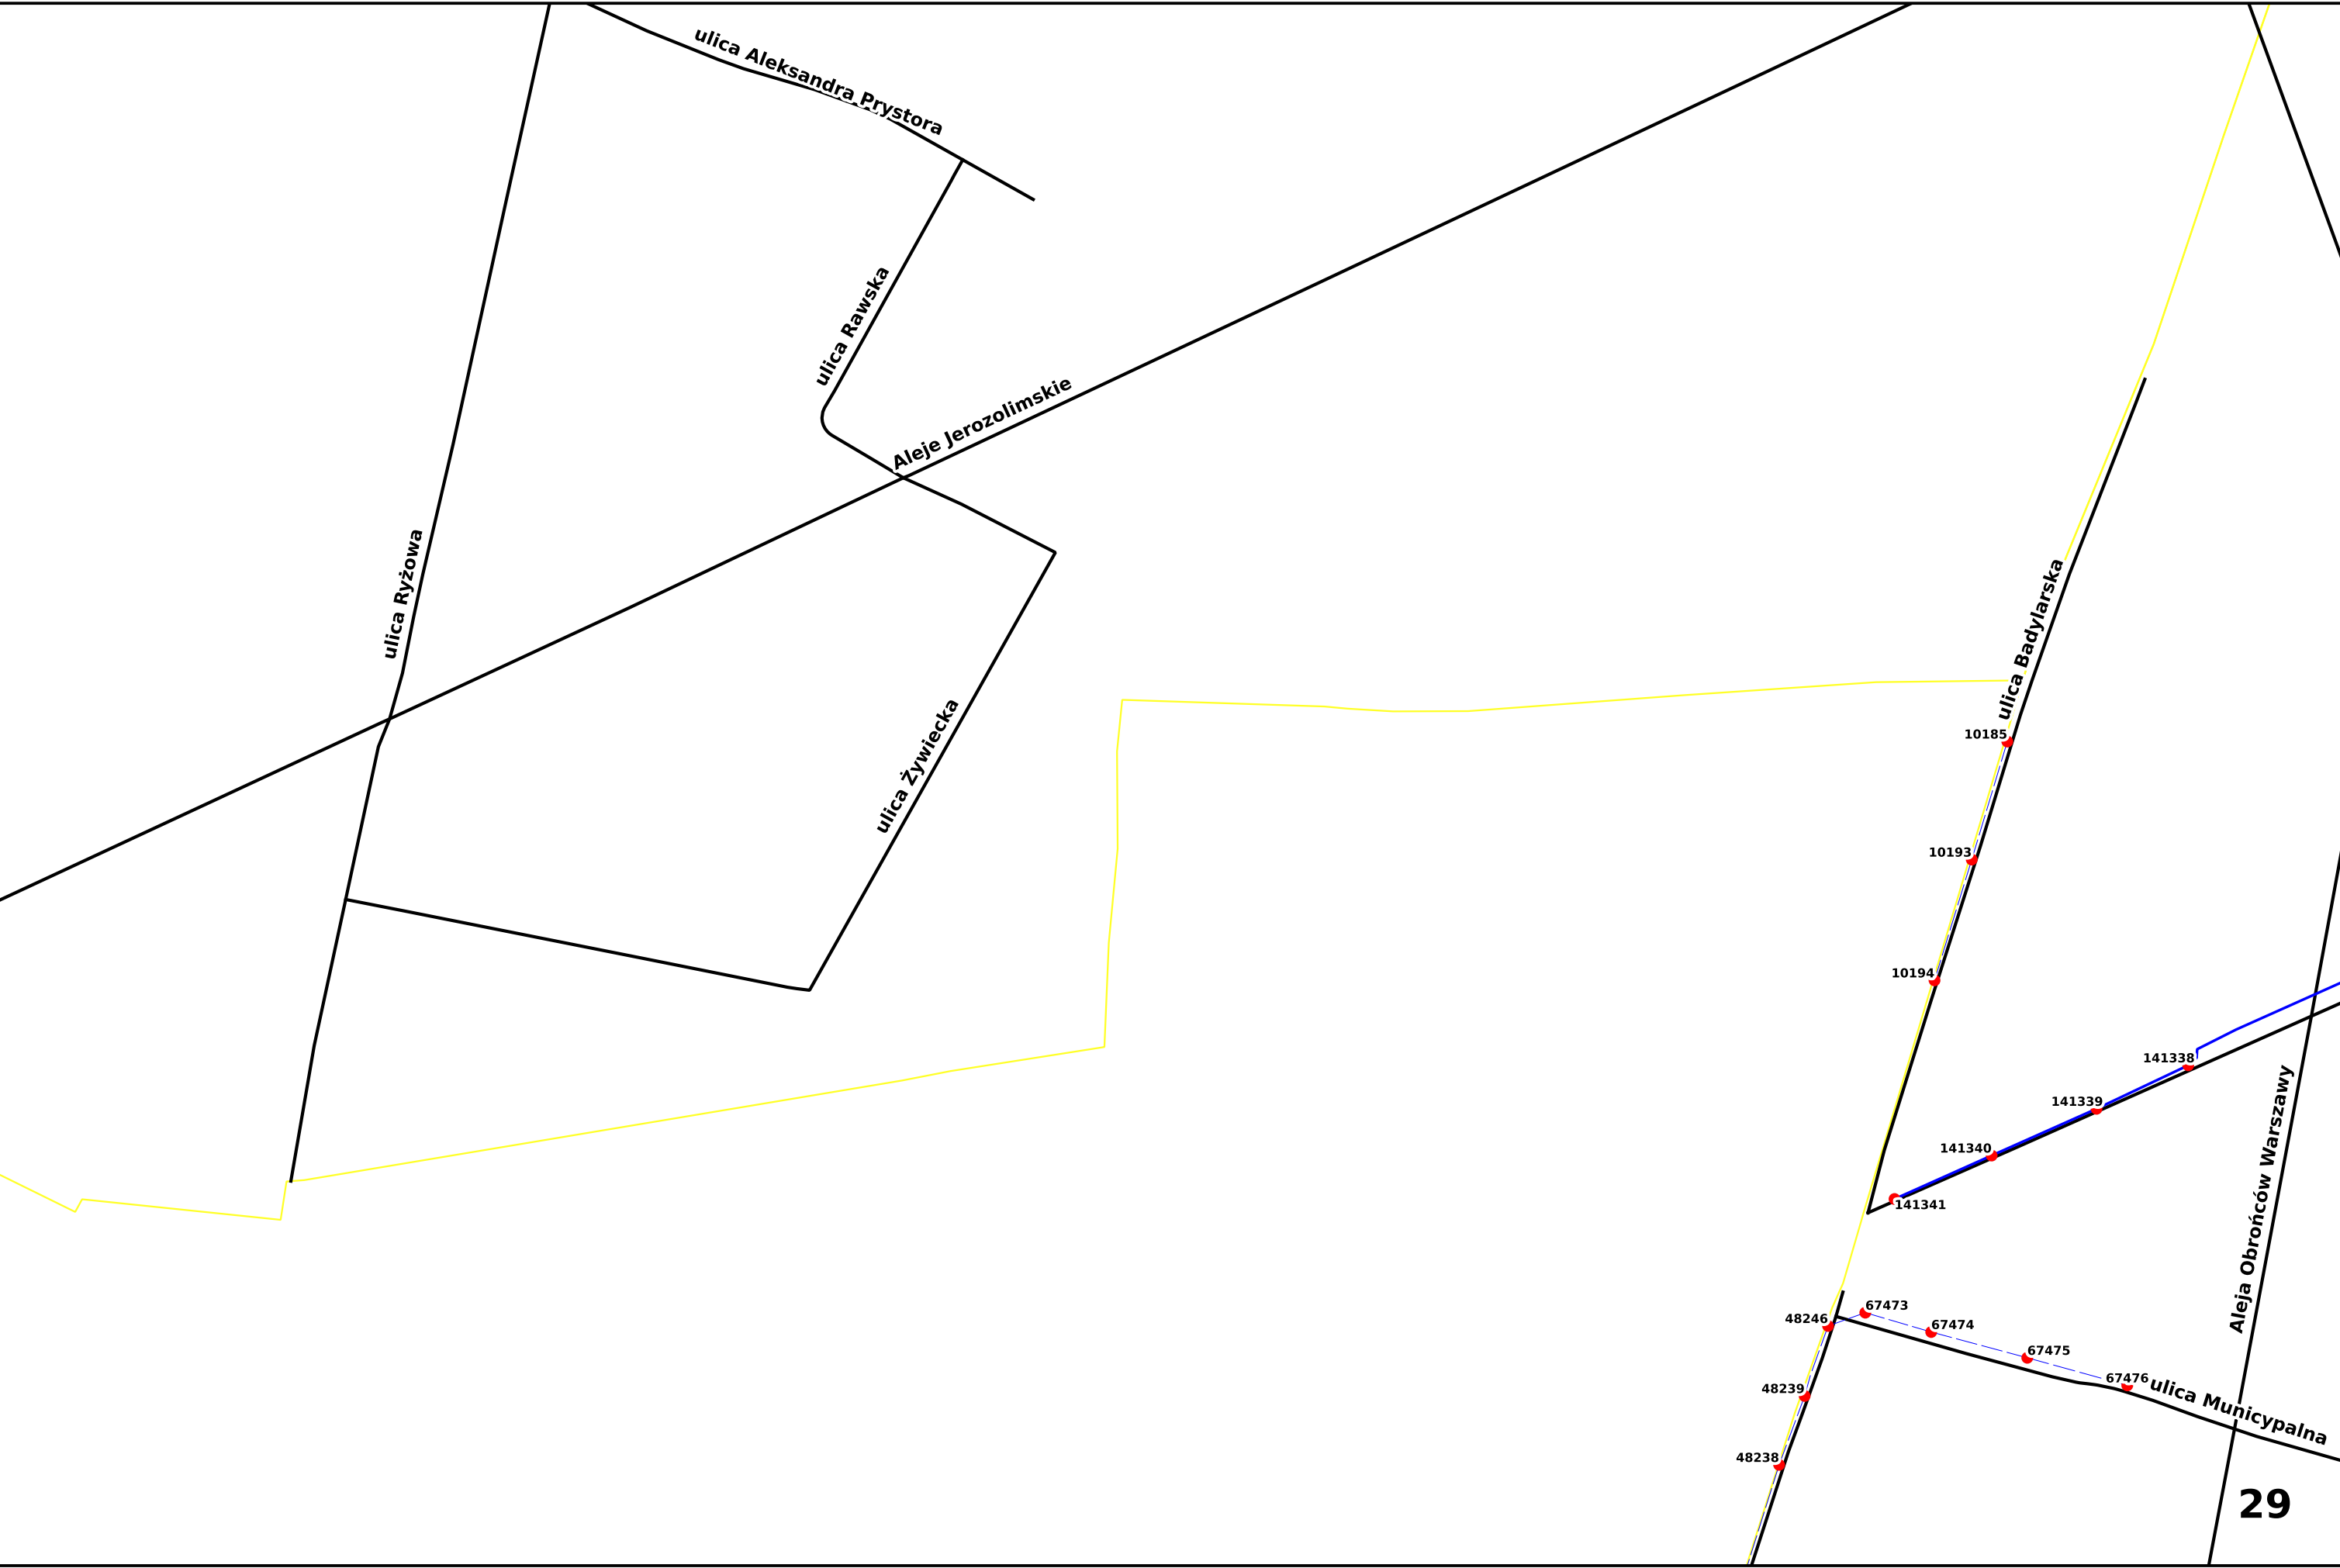 ulica Aleksandra Prystora
ulica Rawska
Aleje Jerozolimskie
ulica Ryżowa
ulica Żywiecka
ulica Badylarska
10185
10193
10194
141338
141339
141340
141341
Aleja Obrońców Warszawy
48246
67473
67474
67475
67476
ulica Municypalna
48239
48238
29